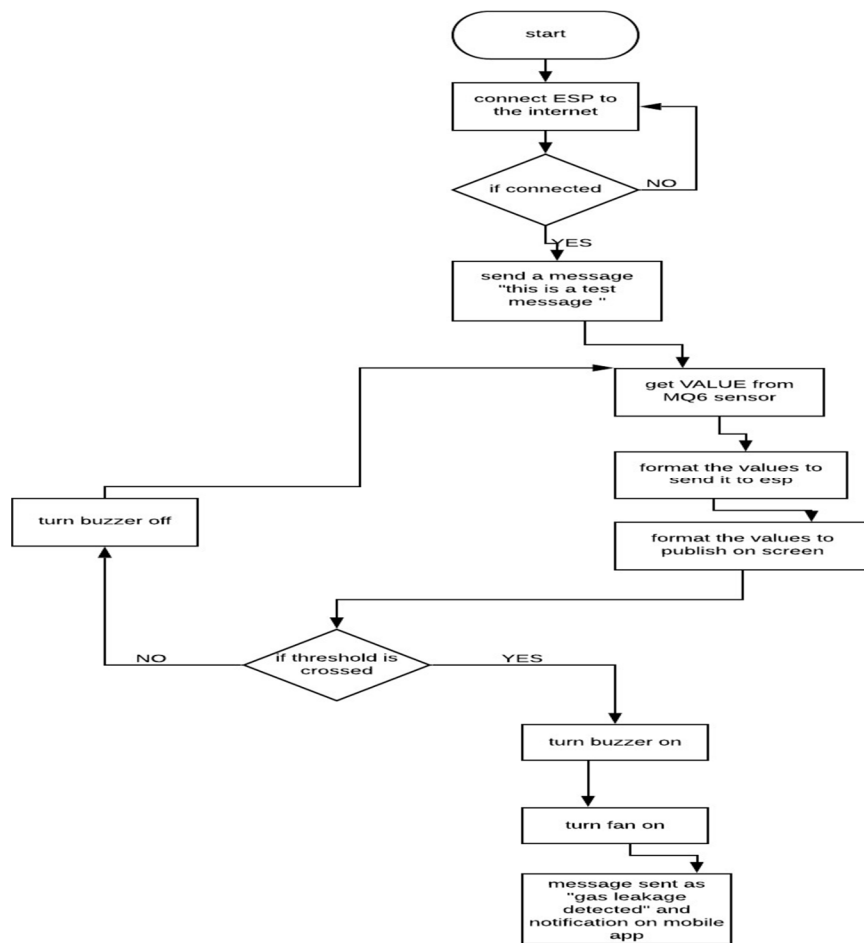 start
connect ESP to
the internet
if connected
NO
YES
send a message
"this is a test
message "
get VALUE from
MQ6 sensor
format the values to
send it to esp
turn buzzer off
format the values to
publish on screen
if threshold is
crossed
NO
YES
turn buzzer on
turn fan on
message sent as
"gas leakage
detected" and
notification on mobile
app